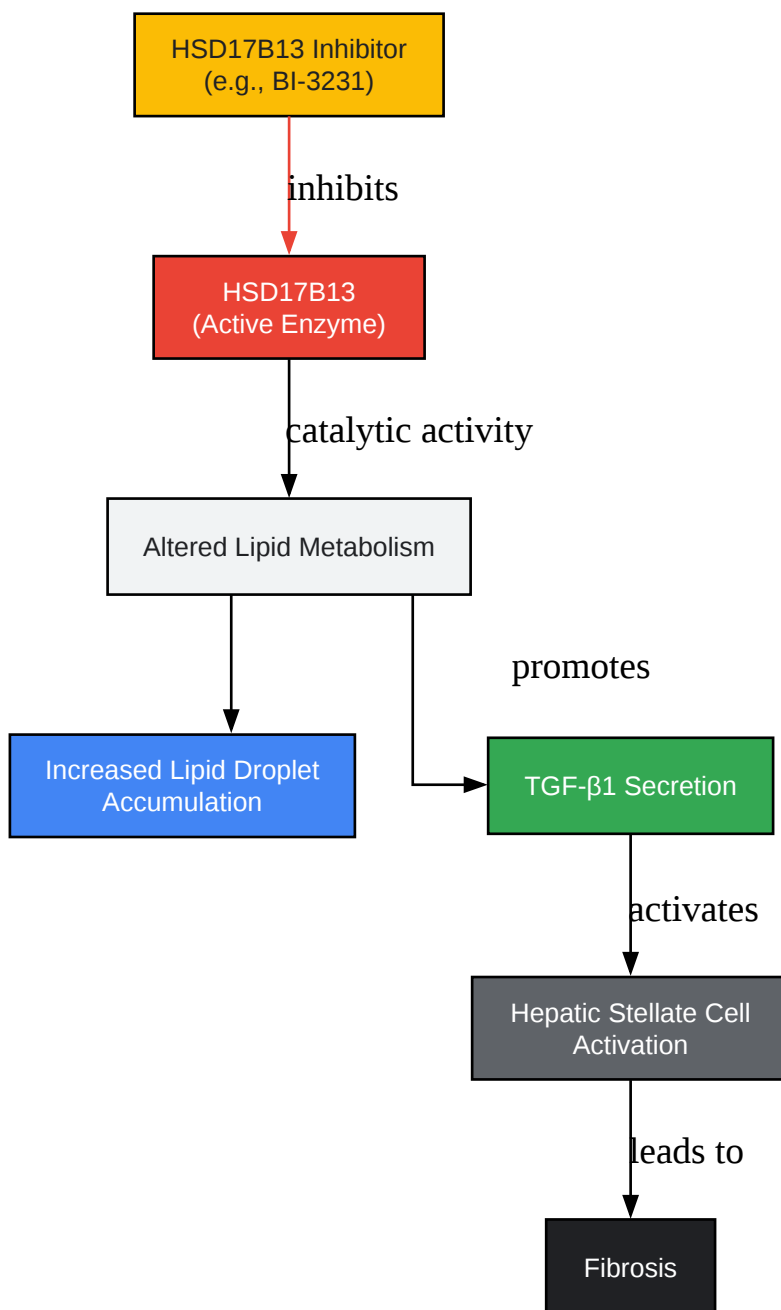 HSD17B13 Inhibitor
(e.g., BI-3231)
inhibits
HSD17B13
(Active Enzyme)
catalytic activity
Altered Lipid Metabolism
promotes
Increased Lipid Droplet
Accumulation
TGF-β1 Secretion
activates
Hepatic Stellate Cell
Activation
leads to
Fibrosis